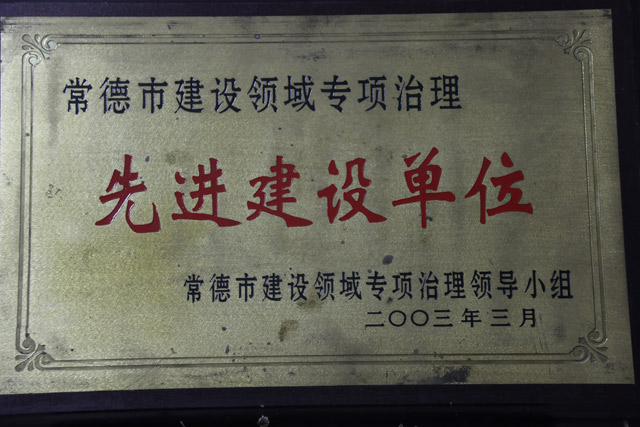 常德市建设领域专项治理
先进建设单位
常德市建设领域专项治理领导小组
二〇〇三年三月